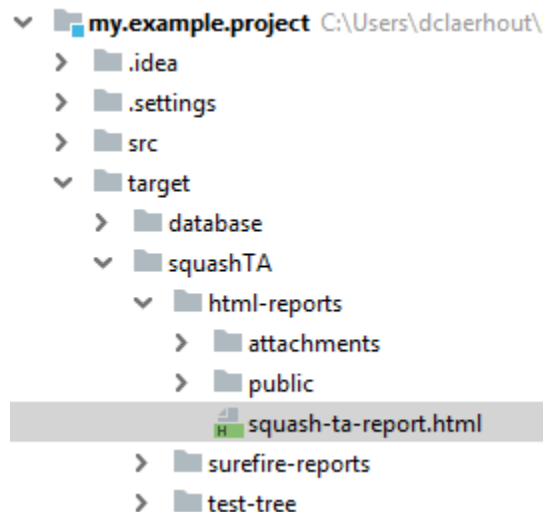 my.example.project C:\Users\dclaerhout\
.idea
.settings
src
target
database
squashTA
html-reports
attachments
public
H squash-ta-report.html
surefire-reports
test-tree